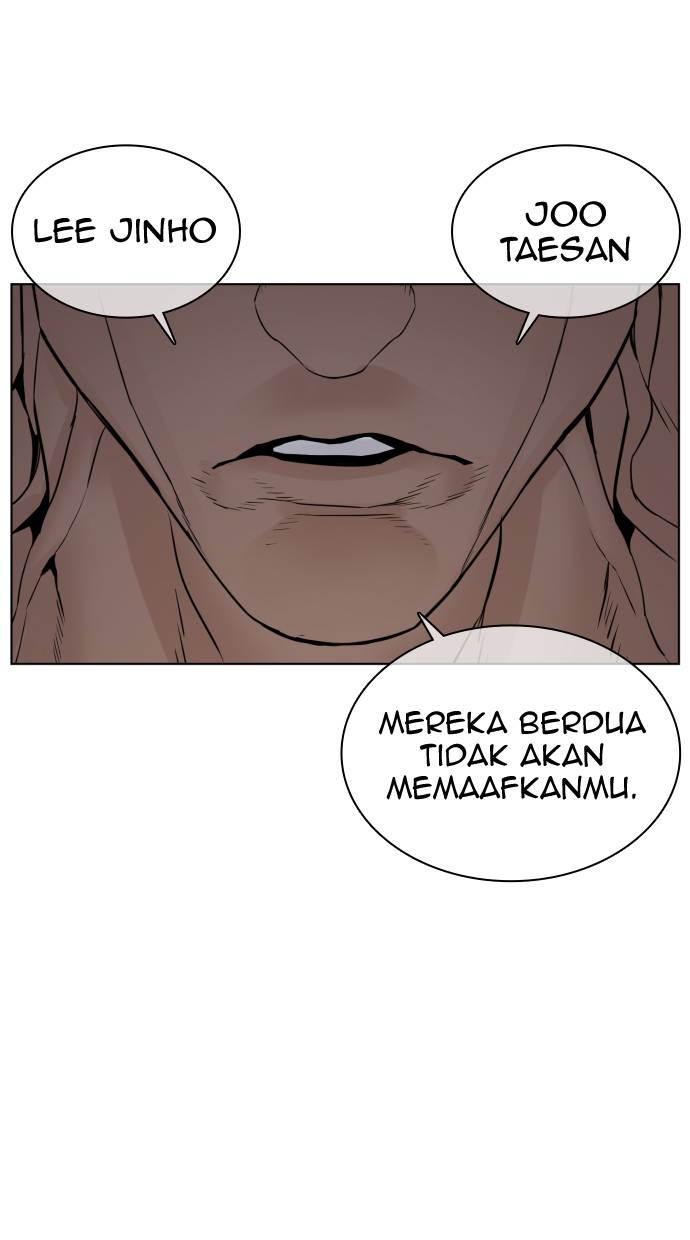 LEE JINHO
JOO
TAESAN
MEREKA BERDUA
TIDAK AKAN
MEMAAFKANMU.